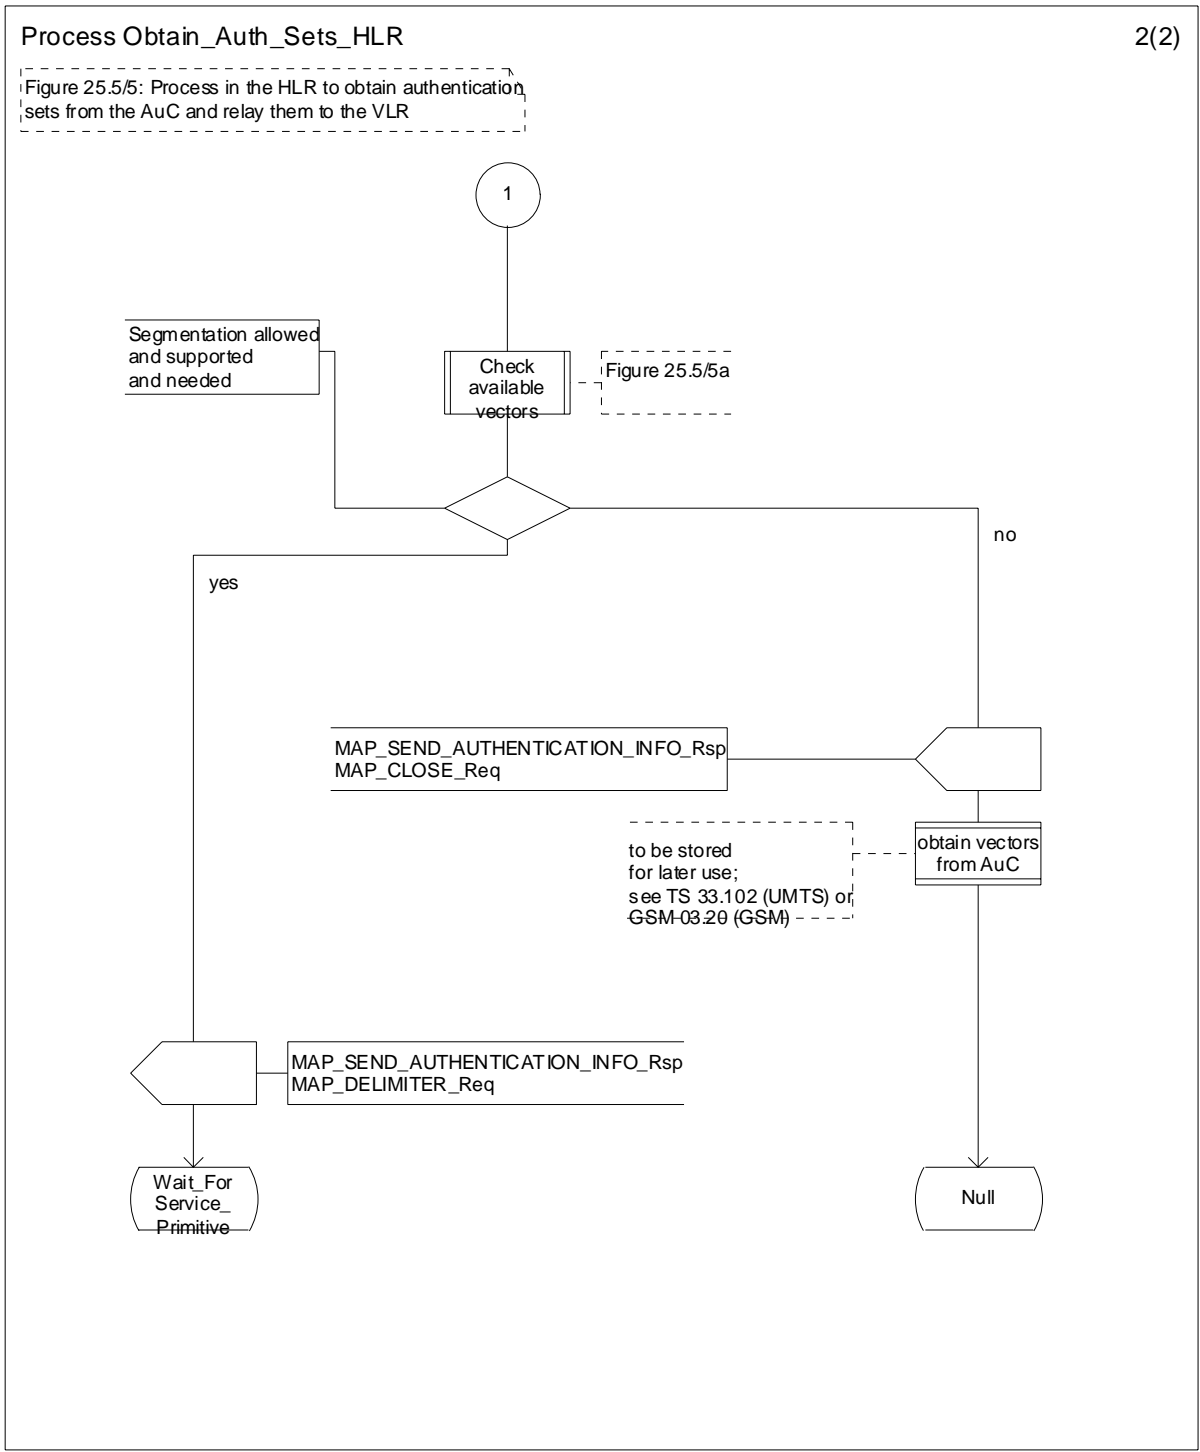 Process Obtain_Auth_Sets_HLR
2(2)
Figure 25.5/5: Process in the HLR to obtain authentication
sets from the AuC and relay them to the VLR
1
Segmentation allowed
and supported
and needed
Check
available
vectors
Figure 25.5/5a
no
yes
MAP_SEND_AUTHENTICATION_INFO_Rsp
MAP_CLOSE_Req
to be stored
for later use;
see TS 33.102 (UMTS) or
GSM 03.20 (GSM)
obtain vectors
from AuC
MAP_SEND_AUTHENTICATION_INFO_Rsp
MAP_DELIMITER_Req
Wait_For
Service_
Primitive
Null